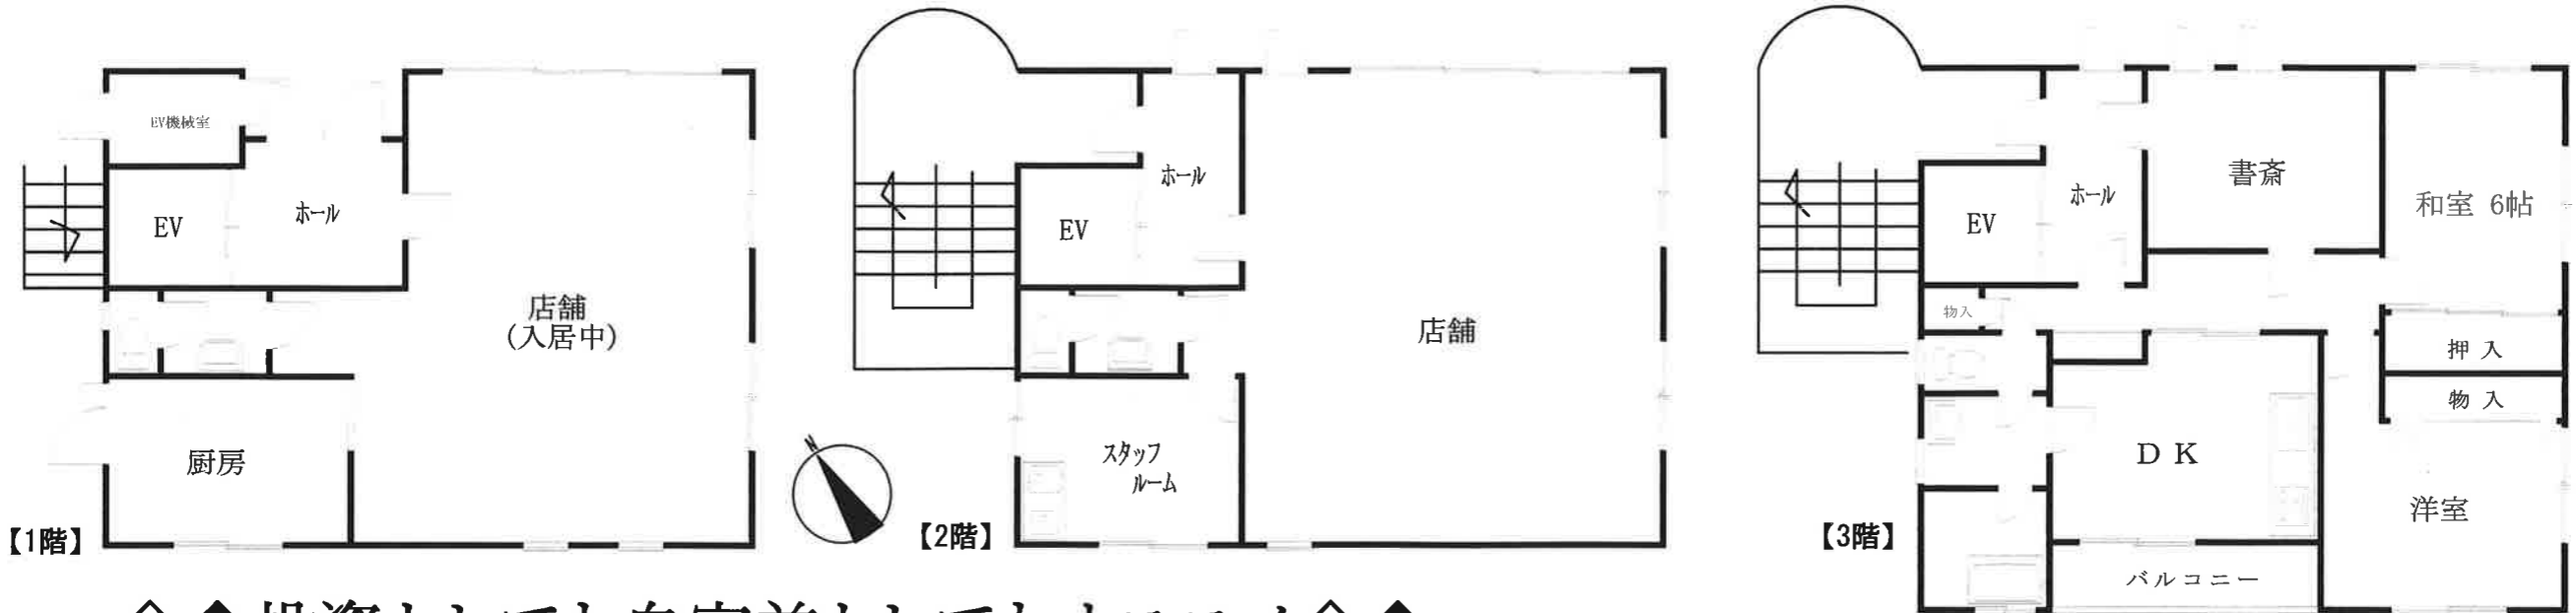 EV機械室
EV
ホール
店舗
(入居中)
厨房
【1階】
N
ホール
EV
店舗
スタッフ
ルーム
【2階】
書斎
和室 6帖
ホール
EV
物入
押入
物入
DK
洋室
【3階】
バルコニー